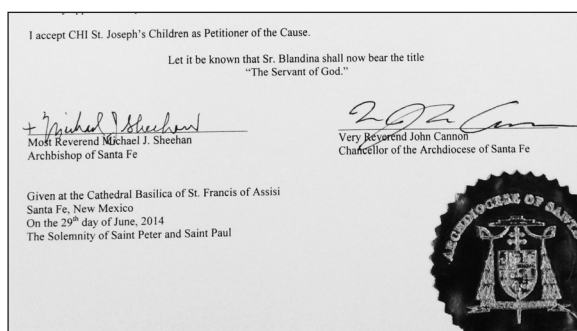 I accept CHI St. Joseph's Children as Petitioner of the Cause.
Let it be known that Sr. Blandina shall now bear the title
"The Servant of God."
+ Michael J Sheehan
Most Reverend Michael J. Sheehan
Archbishop of Santa Fe
Very Reverend John Cannon
Chancellor of the Archdiocese of Santa Fe
Given at the Cathedral Basilica of St. Francis of Assisi
Santa Fe, New Mexico
On the 29th day of June, 2014
The Solemnity of Saint Peter and Saint Paul
ARCHDIOCESE OF